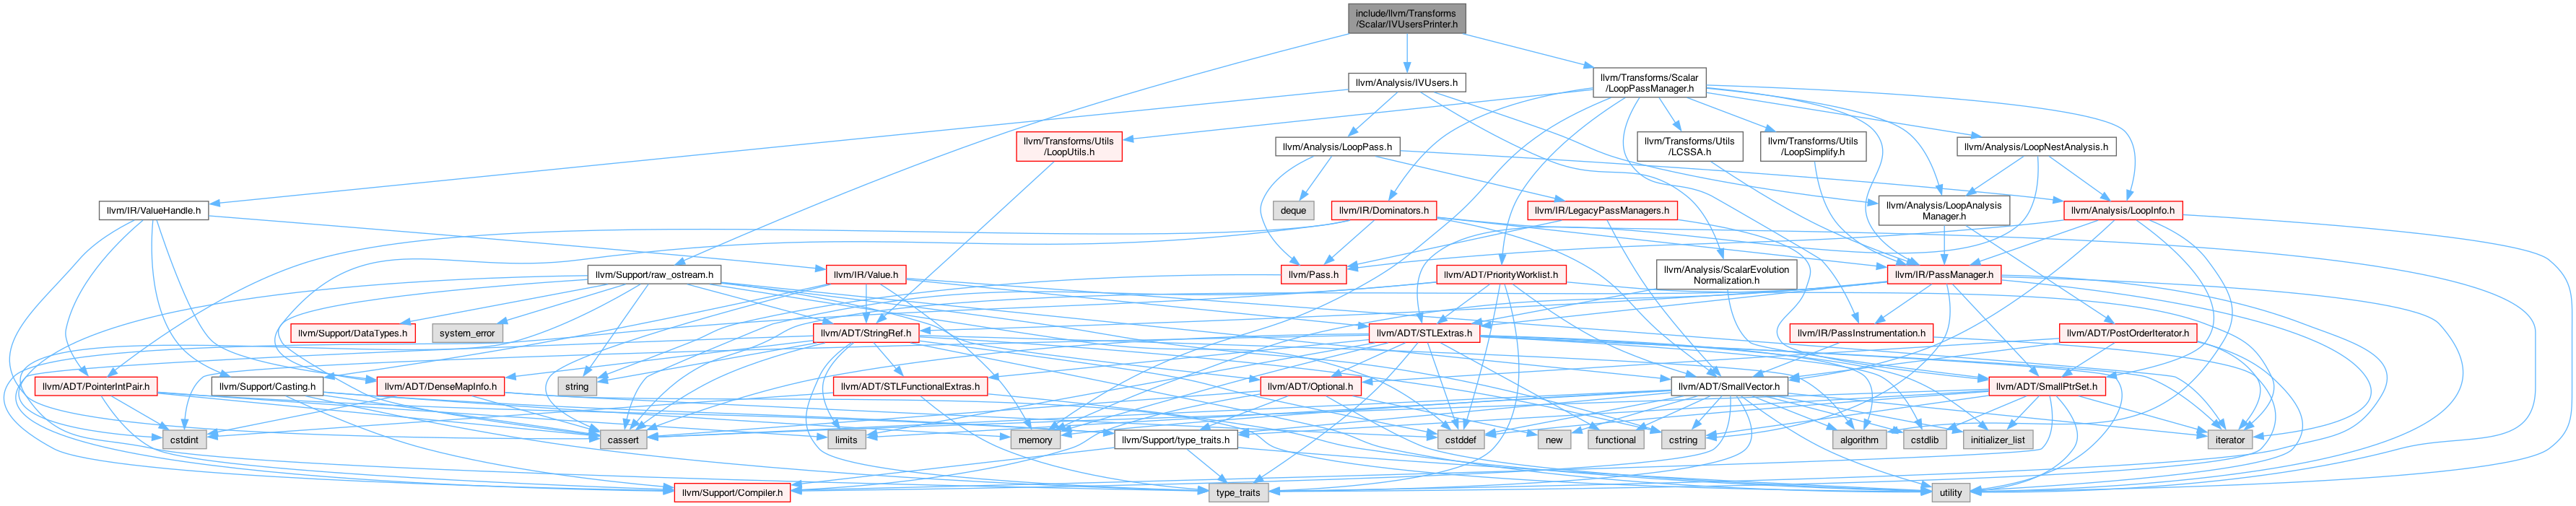 include/llvm/Transforms
/Scalar/IVUsersPrinter.h
llvm/Analysis/IVUsers.h
llvm/Transforms/Scalar
/LoopPassManager.h
llvm/Transforms/Utils
/LoopUtils.h
llvm/Analysis/LoopPass.h
llvm/Transforms/Utils
/LCSSA.h
llvm/Transforms/Utils
/LoopSimplify.h
llvm/Analysis/LoopNestAnalysis.h
llvm/IR/ValueHandle.h
deque
llvm/IR/Dominators.h
llvm/IR/LegacyPassManagers.h
llvm/Analysis/LoopAnalysis
Manager.h
llvm/Analysis/LoopInfo.h
llvm/Support/raw_ostream.h
llvm/IR/Value.h
llvm/Pass.h
llvm/ADT/PriorityWorklist.h
llvm/Analysis/ScalarEvolution
Normalization.h
llvm/IR/PassManager.h
llvm/Support/DataTypes.h
system_error
llvm/ADT/StringRef.h
llvm/ADT/STLExtras.h
llvm/IR/PassInstrumentation.h
llvm/ADT/PostOrderIterator.h
llvm/ADT/PointerIntPair.h
llvm/Support/Casting.h
llvm/ADT/DenseMapInfo.h
string
llvm/ADT/STLFunctionalExtras.h
llvm/ADT/Optional.h
llvm/ADT/SmallVector.h
llvm/ADT/SmallPtrSet.h
cstdint
cassert
limits
memory
llvm/Support/type_traits.h
cstddef
new
functional
cstring
algorithm
cstdlib
initializer_list
iterator
llvm/Support/Compiler.h
type_traits
utility